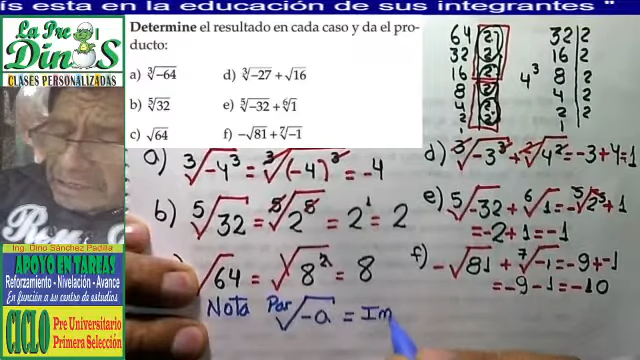 ís esta en la educación de sus integrantes "
La Pre
DinoS
CLASES PERSONALIZADAS
Ing. Dino Sánchez Padilla
APOYO EN TAREAS
Reforzamiento - Nivelación - Avance
En función a su centro de estudios
CICLO Pre Universitario
Primera Selección
Determine el resultado en cada caso y da el pro-
ducto:
a) ∛-64
d) ∛-27 + √16
b) ⁵√32
e) ⁵√-32 + ⁶√1
c) √64
f) -√81 + ⁷√-1
64 2
32 2
16 2
8 2
4 2
2 2
1
4³
32 2
16 2
8 2
4 2
2 2
1
a) ³√-4³ = ³√(-4)³ = -4
b) ⁵√32 = ⁵√2⁵ = 2¹ = 2
√64 = √8² = 8
Nota Par √-a = Im
d) ³√-3³ + ²√4² = -3+4 = 1
e) ⁵√-32 + ⁶√1 = -⁵√2⁵ + 1
= -2+1 = -1
f) -√81 + ⁷√-1 = -9 + -1
= -9-1 = -10